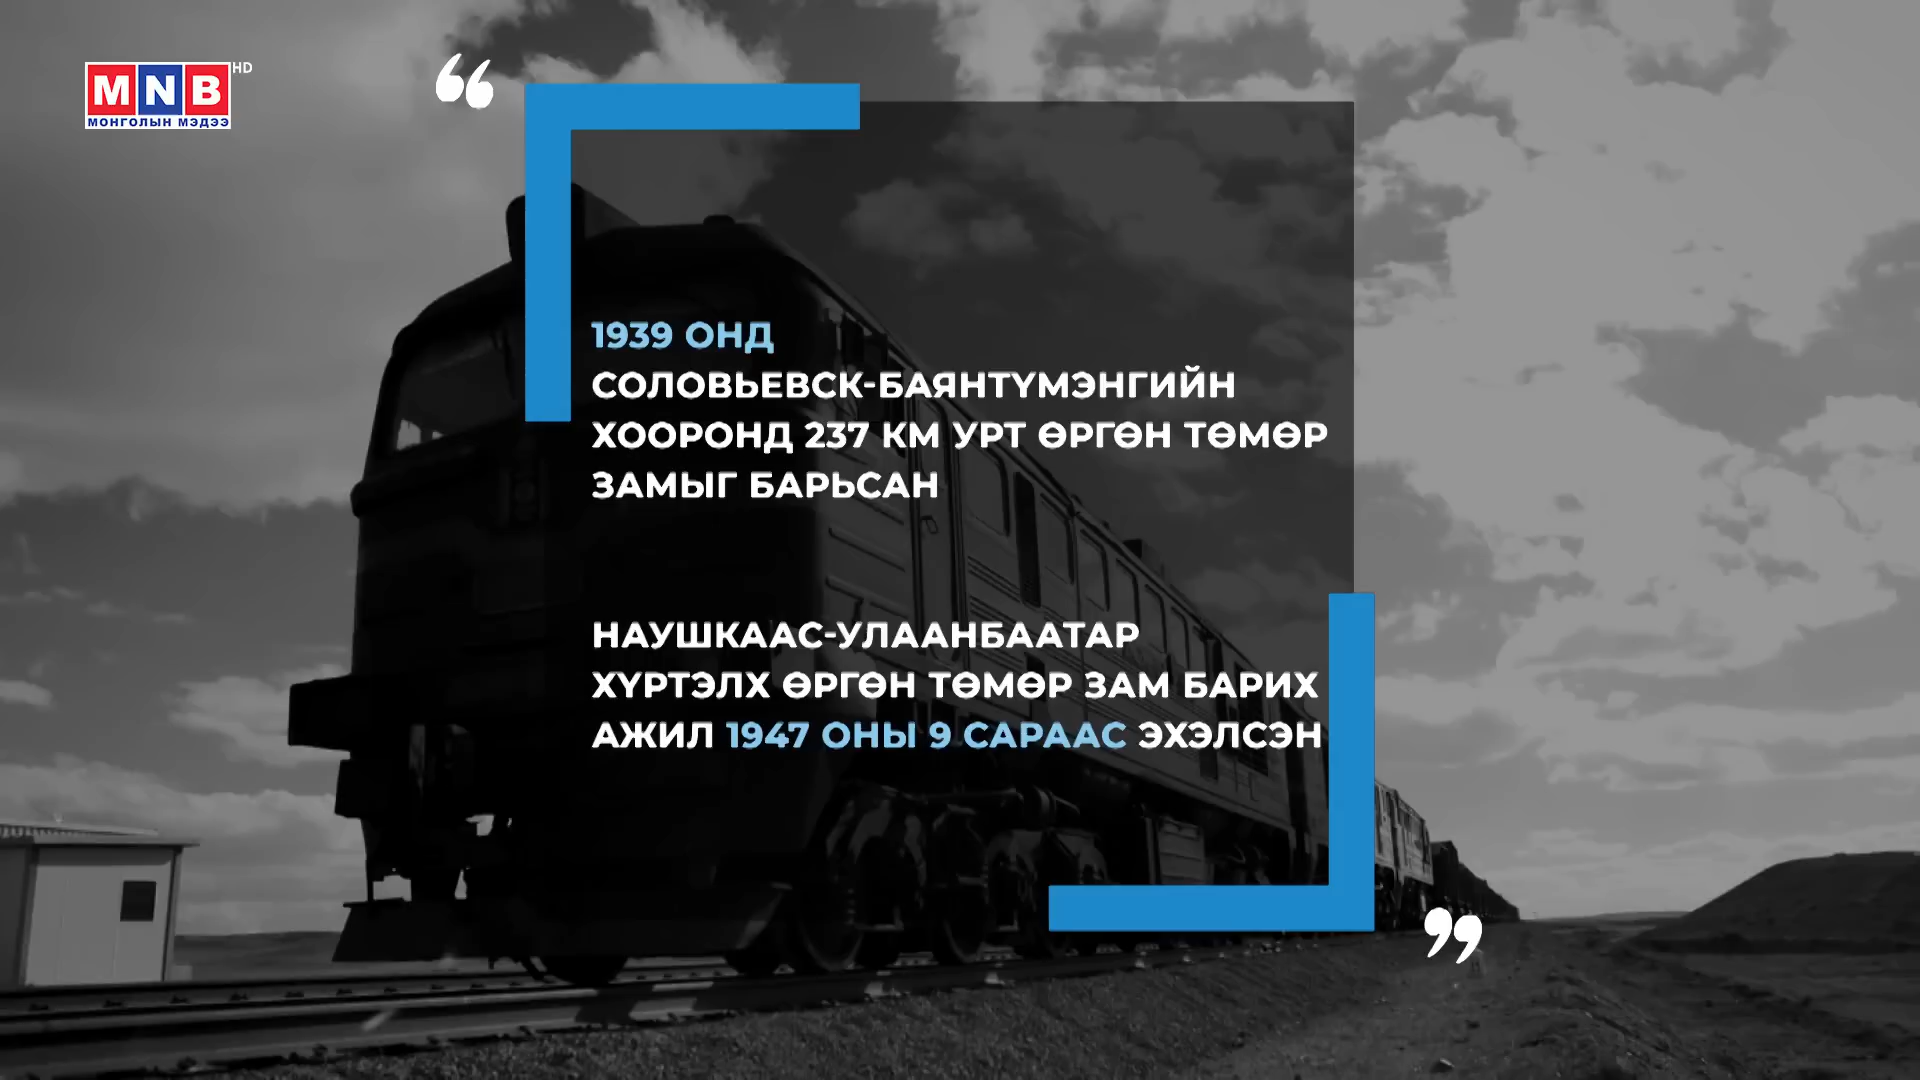 MNB HD
МОНГОЛЫН МЭДЭЭ
“
1939 ОНД
СОЛОВЬЕВСК-БАЯНТҮМЭНГИЙН
ХООРОНД 237 КМ УРТ ӨРГӨН ТӨМӨР
ЗАМЫГ БАРЬСАН
НАУШКААС-УЛААНБААТАР
ХҮРТЭЛХ ӨРГӨН ТӨМӨР ЗАМ БАРИХ
АЖИЛ 1947 ОНЫ 9 САРААС ЭХЭЛСЭН
”